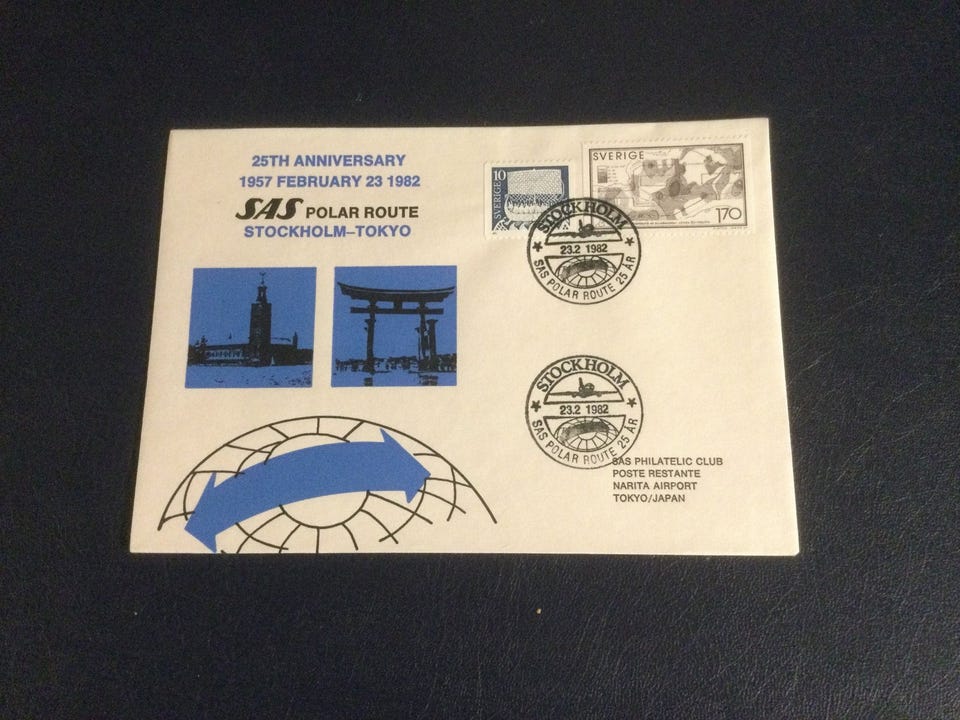 25TH ANNIVERSARY
1957 FEBRUARY 23 1982
SAS POLAR ROUTE
STOCKHOLM–TOKYO
SVERIGE 10
SVERIGE
170
STOCKHOLM
23.2 1982
SAS POLAR ROUTE 25 ÅR
STOCKHOLM
23.2 1982
SAS POLAR ROUTE 25 ÅR
SAS PHILATELIC CLUB
POSTE RESTANTE
NARITA AIRPORT
TOKYO/JAPAN